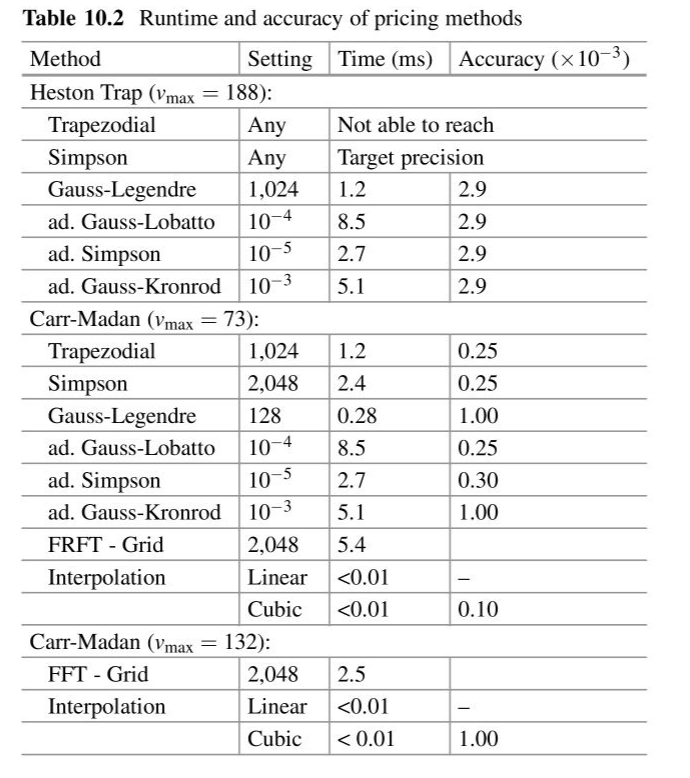 Table 10.2 Runtime and accuracy of pricing methods
Method Setting Time (ms) Accuracy (×10⁻³)
Heston Trap (νmax = 188):
Trapezodial Any Not able to reach
Simpson Any Target precision
Gauss-Legendre 1,024 1.2 2.9
ad. Gauss-Lobatto 10⁻⁴ 8.5 2.9
ad. Simpson 10⁻⁵ 2.7 2.9
ad. Gauss-Kronrod 10⁻³ 5.1 2.9
Carr-Madan (νmax = 73):
Trapezodial 1,024 1.2 0.25
Simpson 2,048 2.4 0.25
Gauss-Legendre 128 0.28 1.00
ad. Gauss-Lobatto 10⁻⁴ 8.5 0.25
ad. Simpson 10⁻⁵ 2.7 0.30
ad. Gauss-Kronrod 10⁻³ 5.1 1.00
FRFT - Grid 2,048 5.4
Interpolation Linear <0.01 –
Cubic <0.01 0.10
Carr-Madan (νmax = 132):
FFT - Grid 2,048 2.5
Interpolation Linear <0.01 –
Cubic < 0.01 1.00